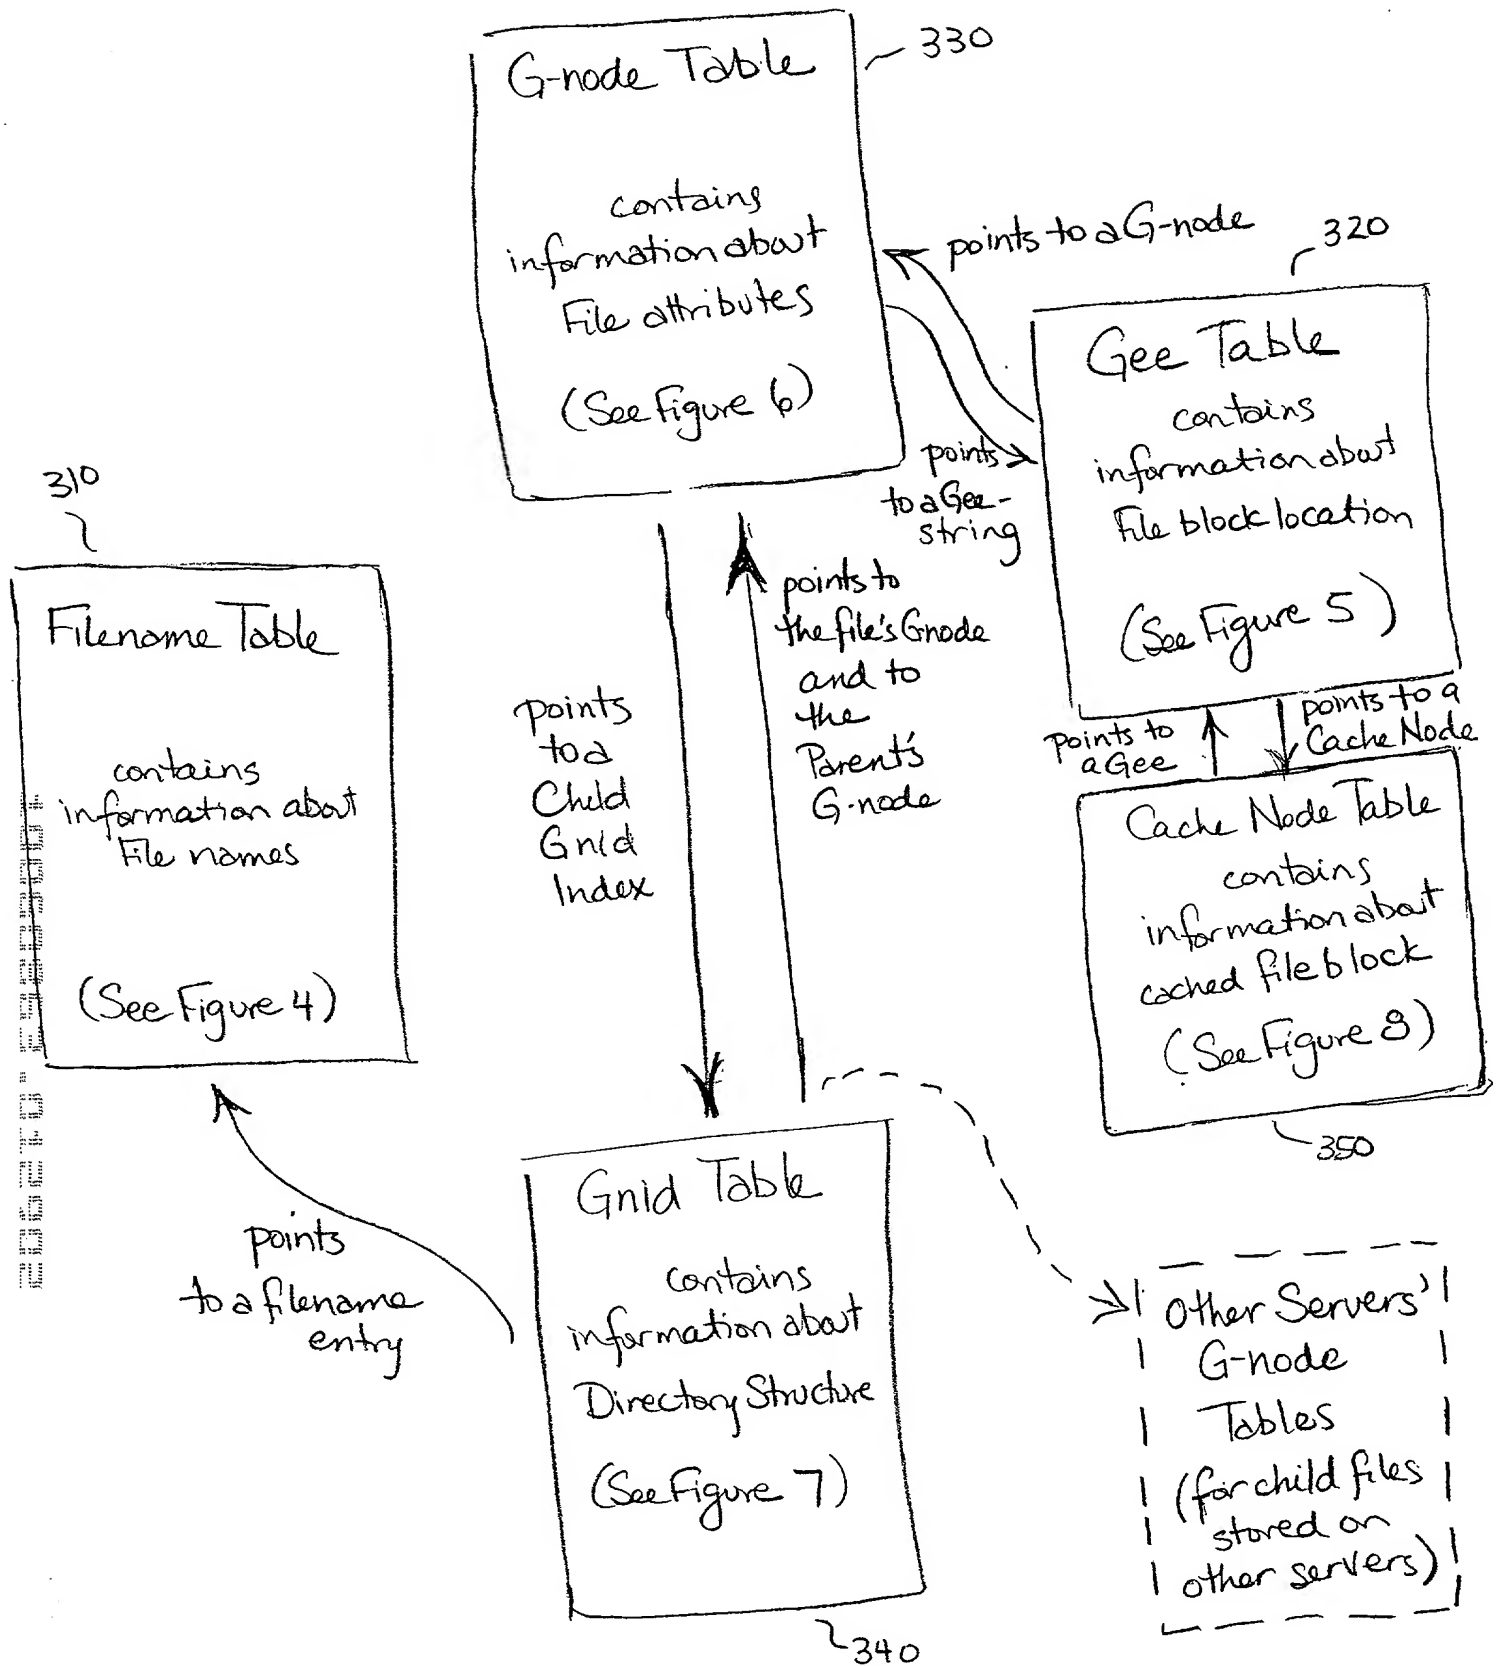 G-node Table
330
contains
information about
File attributes
(See Figure 6)
points to a G-node
320
Gee Table
contains
information about
File block location
(See Figure 5)
points
to a Gee-
string
310
Filename Table
contains
information about
File names
(See Figure 4)
points
to a
Child
Gnid
Index
points to
the file's Gnode
and to
the
Parent's
G-node
points to
a Gee
points to a
Cache Node
Cache Node Table
contains
information about
cached file block
(See Figure 8)
350
points
to a filename
entry
Gnid Table
contains
information about
Directory Structure
(See Figure 7)
340
Other Servers'
G-node
Tables
(for child files
stored on
other servers)